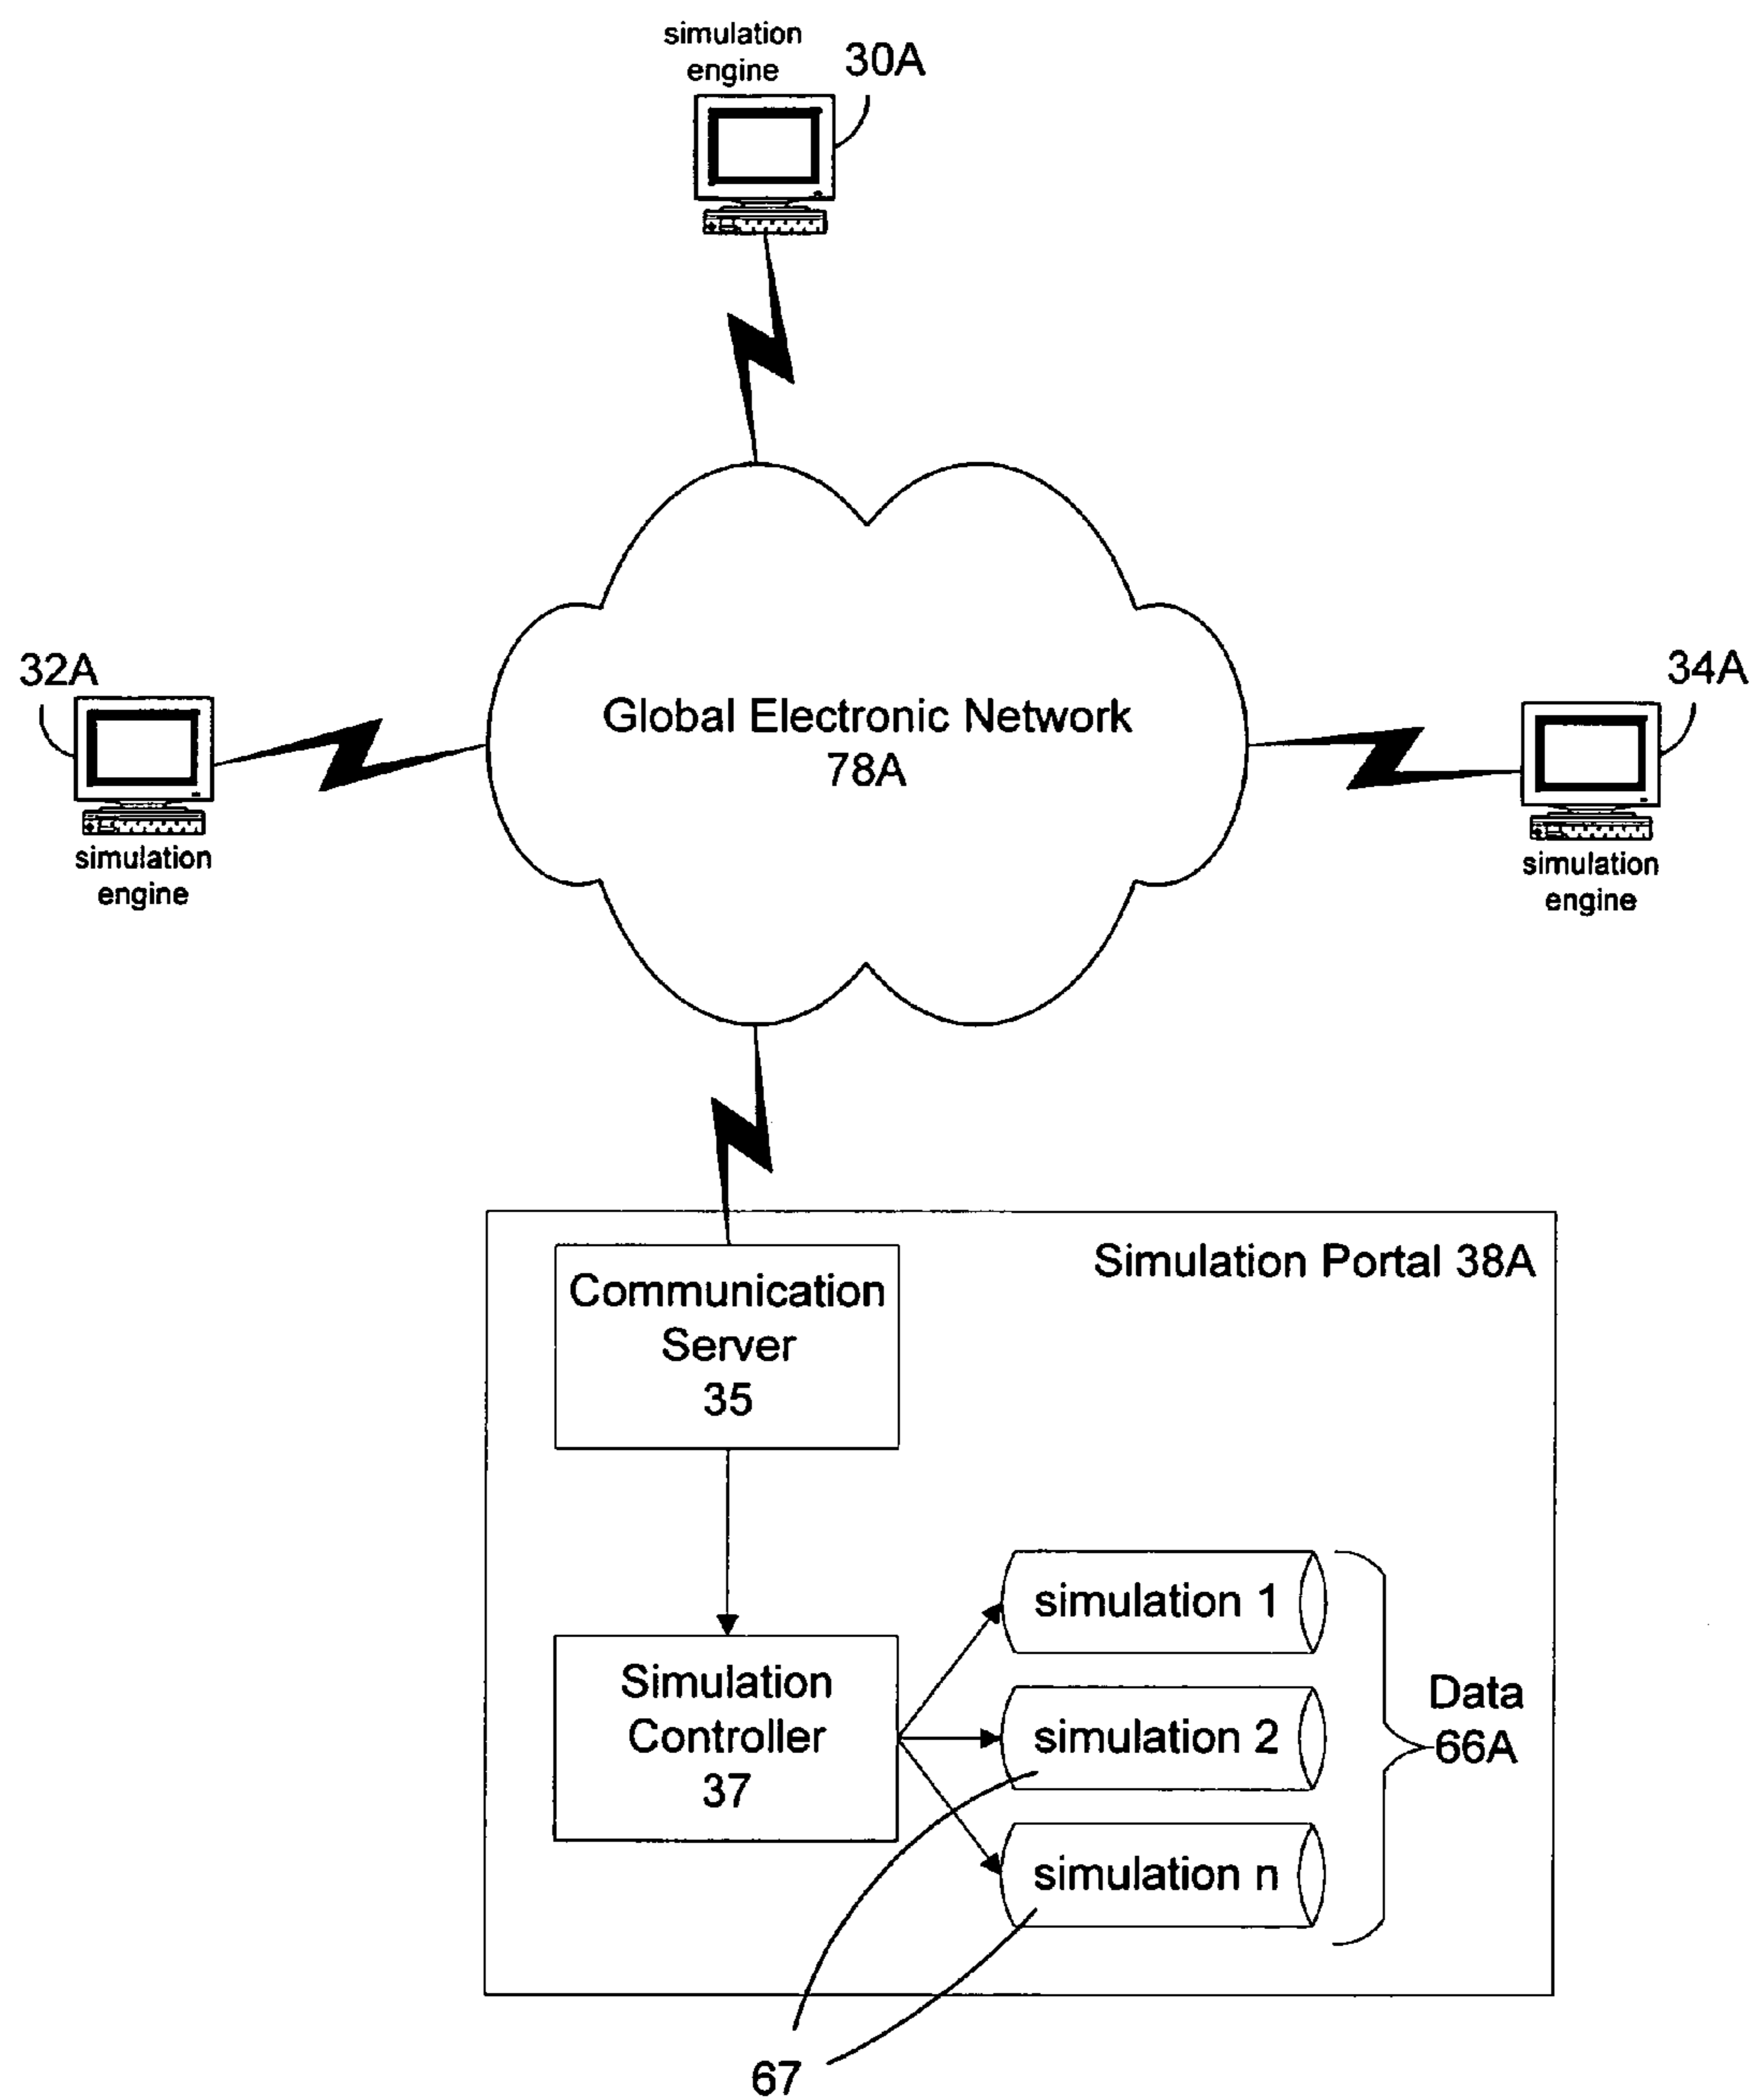 simulation
engine
30A
32A
34A
Global Electronic Network
78A
simulation
engine
simulation
engine
Simulation Portal 38A
Communication
Server
35
simulation 1
Simulation
Controller
37
simulation 2
Data
66A
simulation n
67